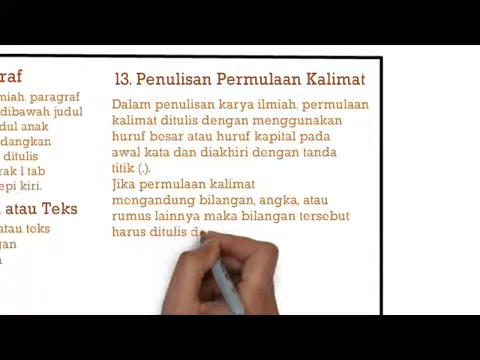 raf
miah. paragraf
dibawah judul
dul anak
dangkan
ditulis
rak 1 tab
epi kiri.
atau Teks
atau teks
gan
13. Penulisan Permulaan Kalimat
Dalam penulisan karya ilmiah, permulaan
kalimat ditulis dengan menggunakan
huruf besar atau huruf kapital pada
awal kata dan diakhiri dengan tanda
titik (.).
Jika permulaan kalimat
mengandung bilangan, angka, atau
rumus lainnya maka bilangan tersebut
harus ditulis d